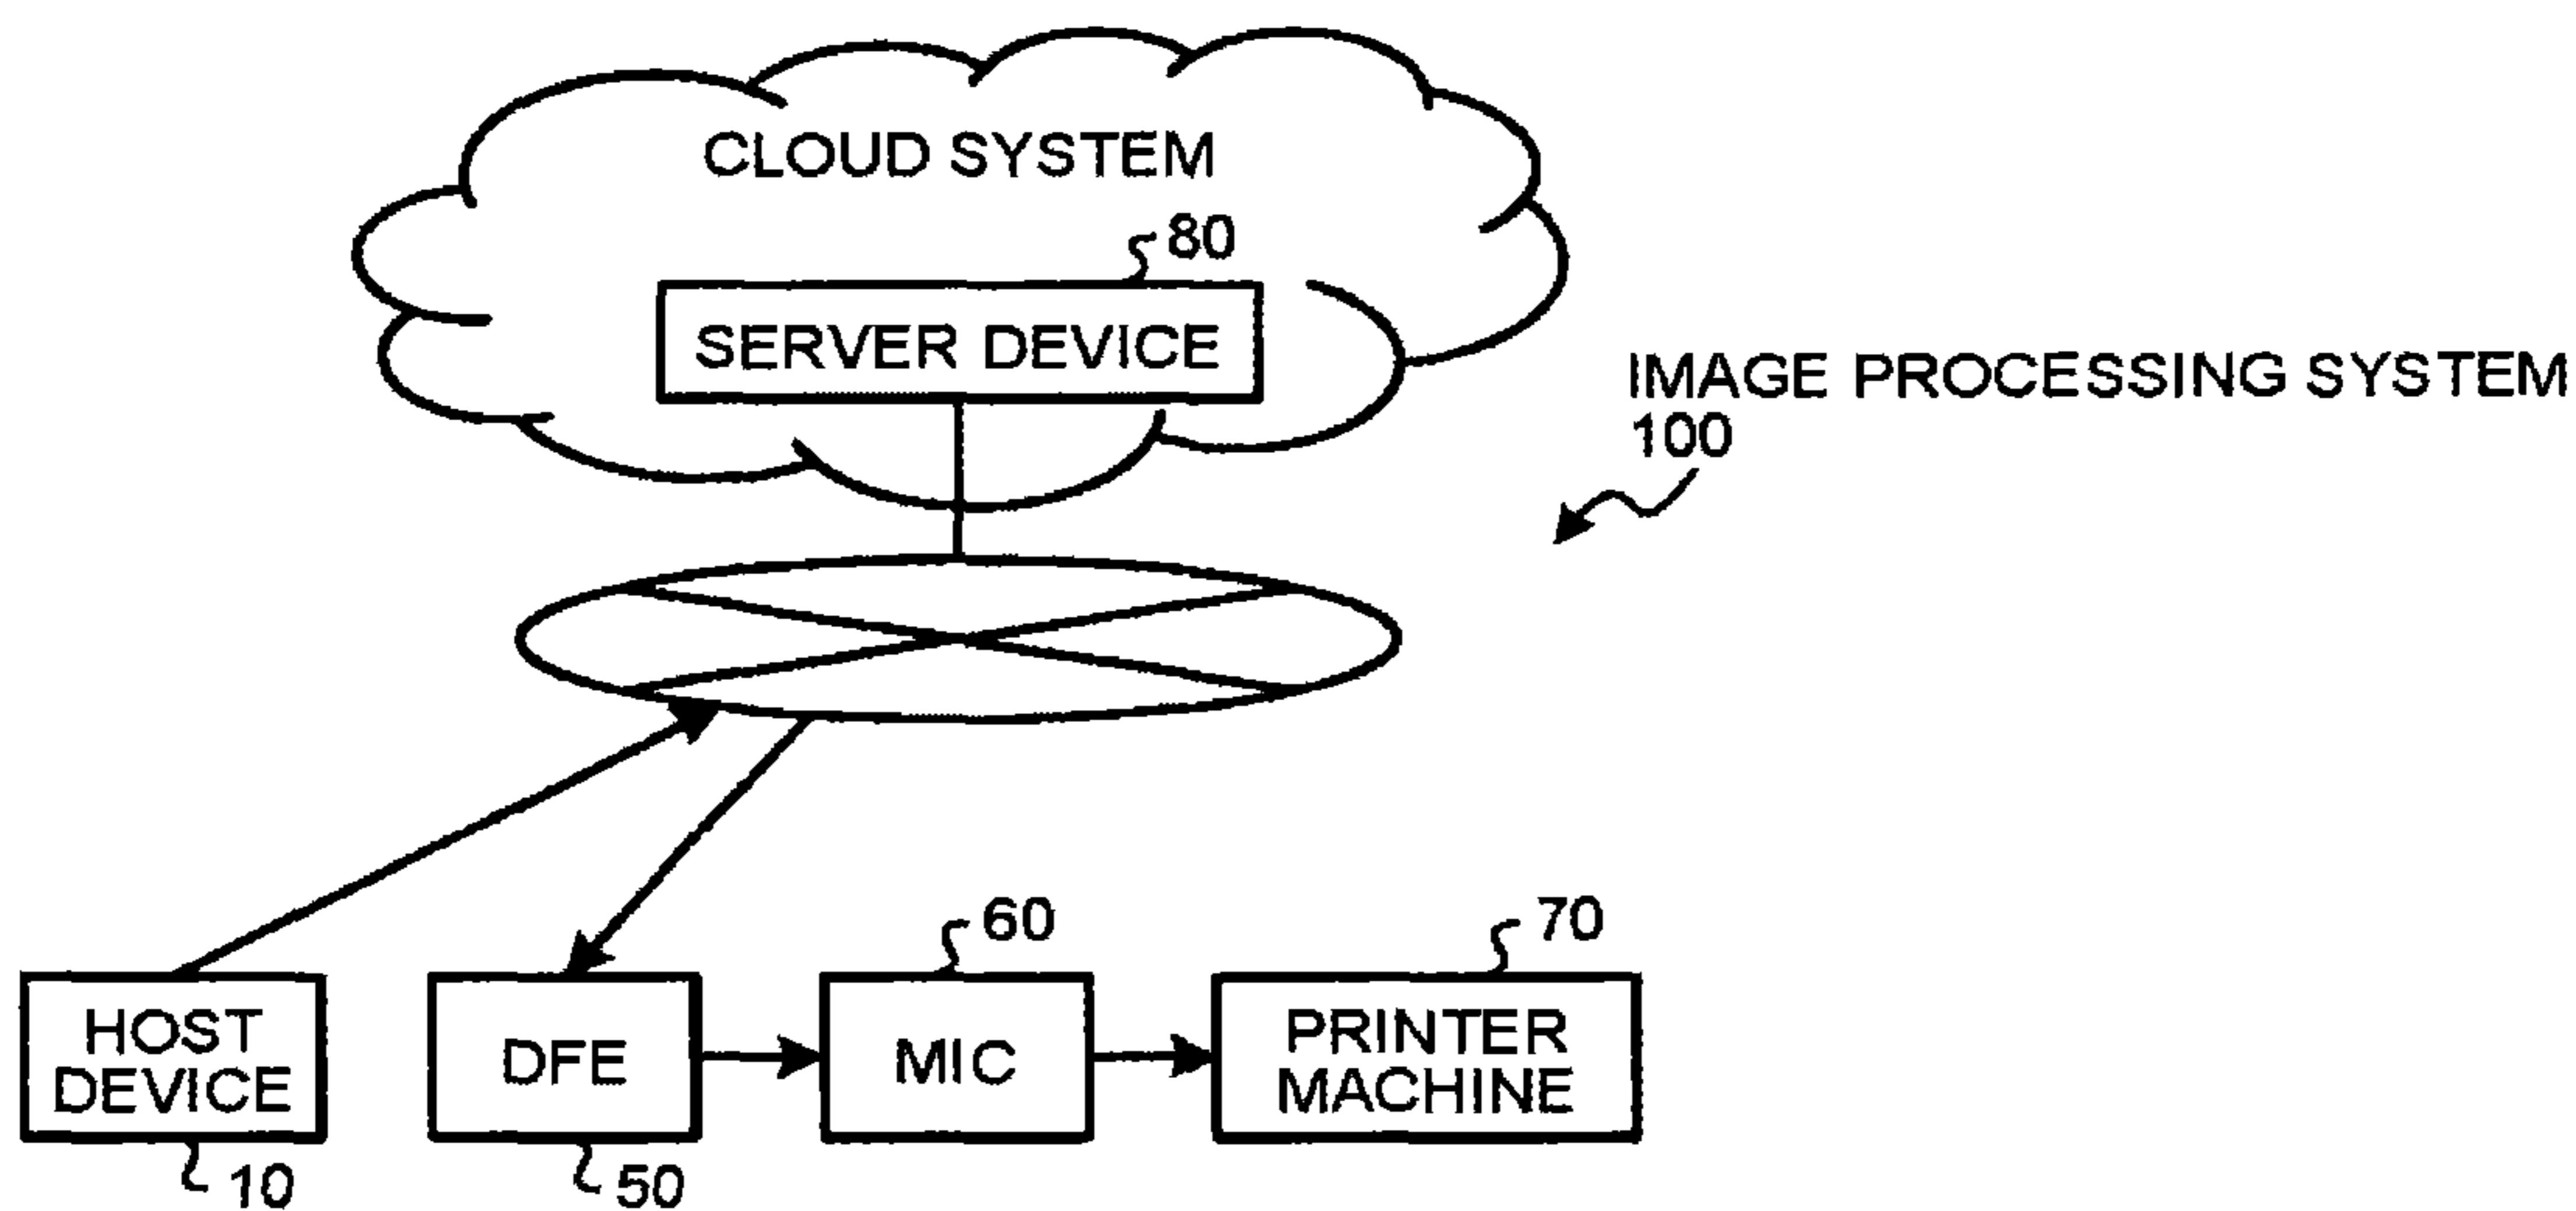 CLOUD SYSTEM
80
SERVER DEVICE
IMAGE PROCESSING SYSTEM
100
60
70
HOST
DEVICE
DFE
MIC
PRINTER
MACHINE
10
50